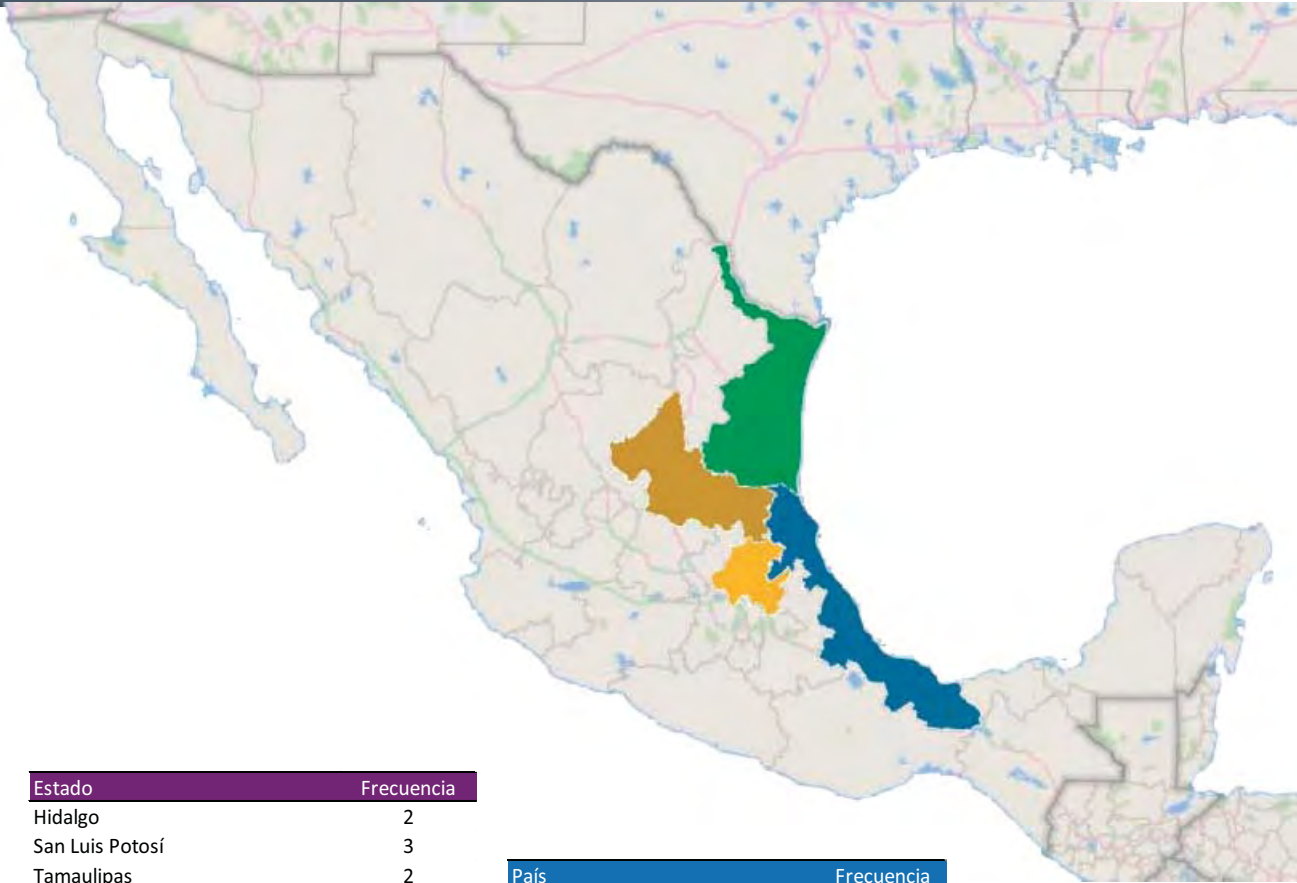 Estado Frecuencia
Hidalgo 2
San Luis Potosí 3
Tamaulipas 2
País Frecuencia